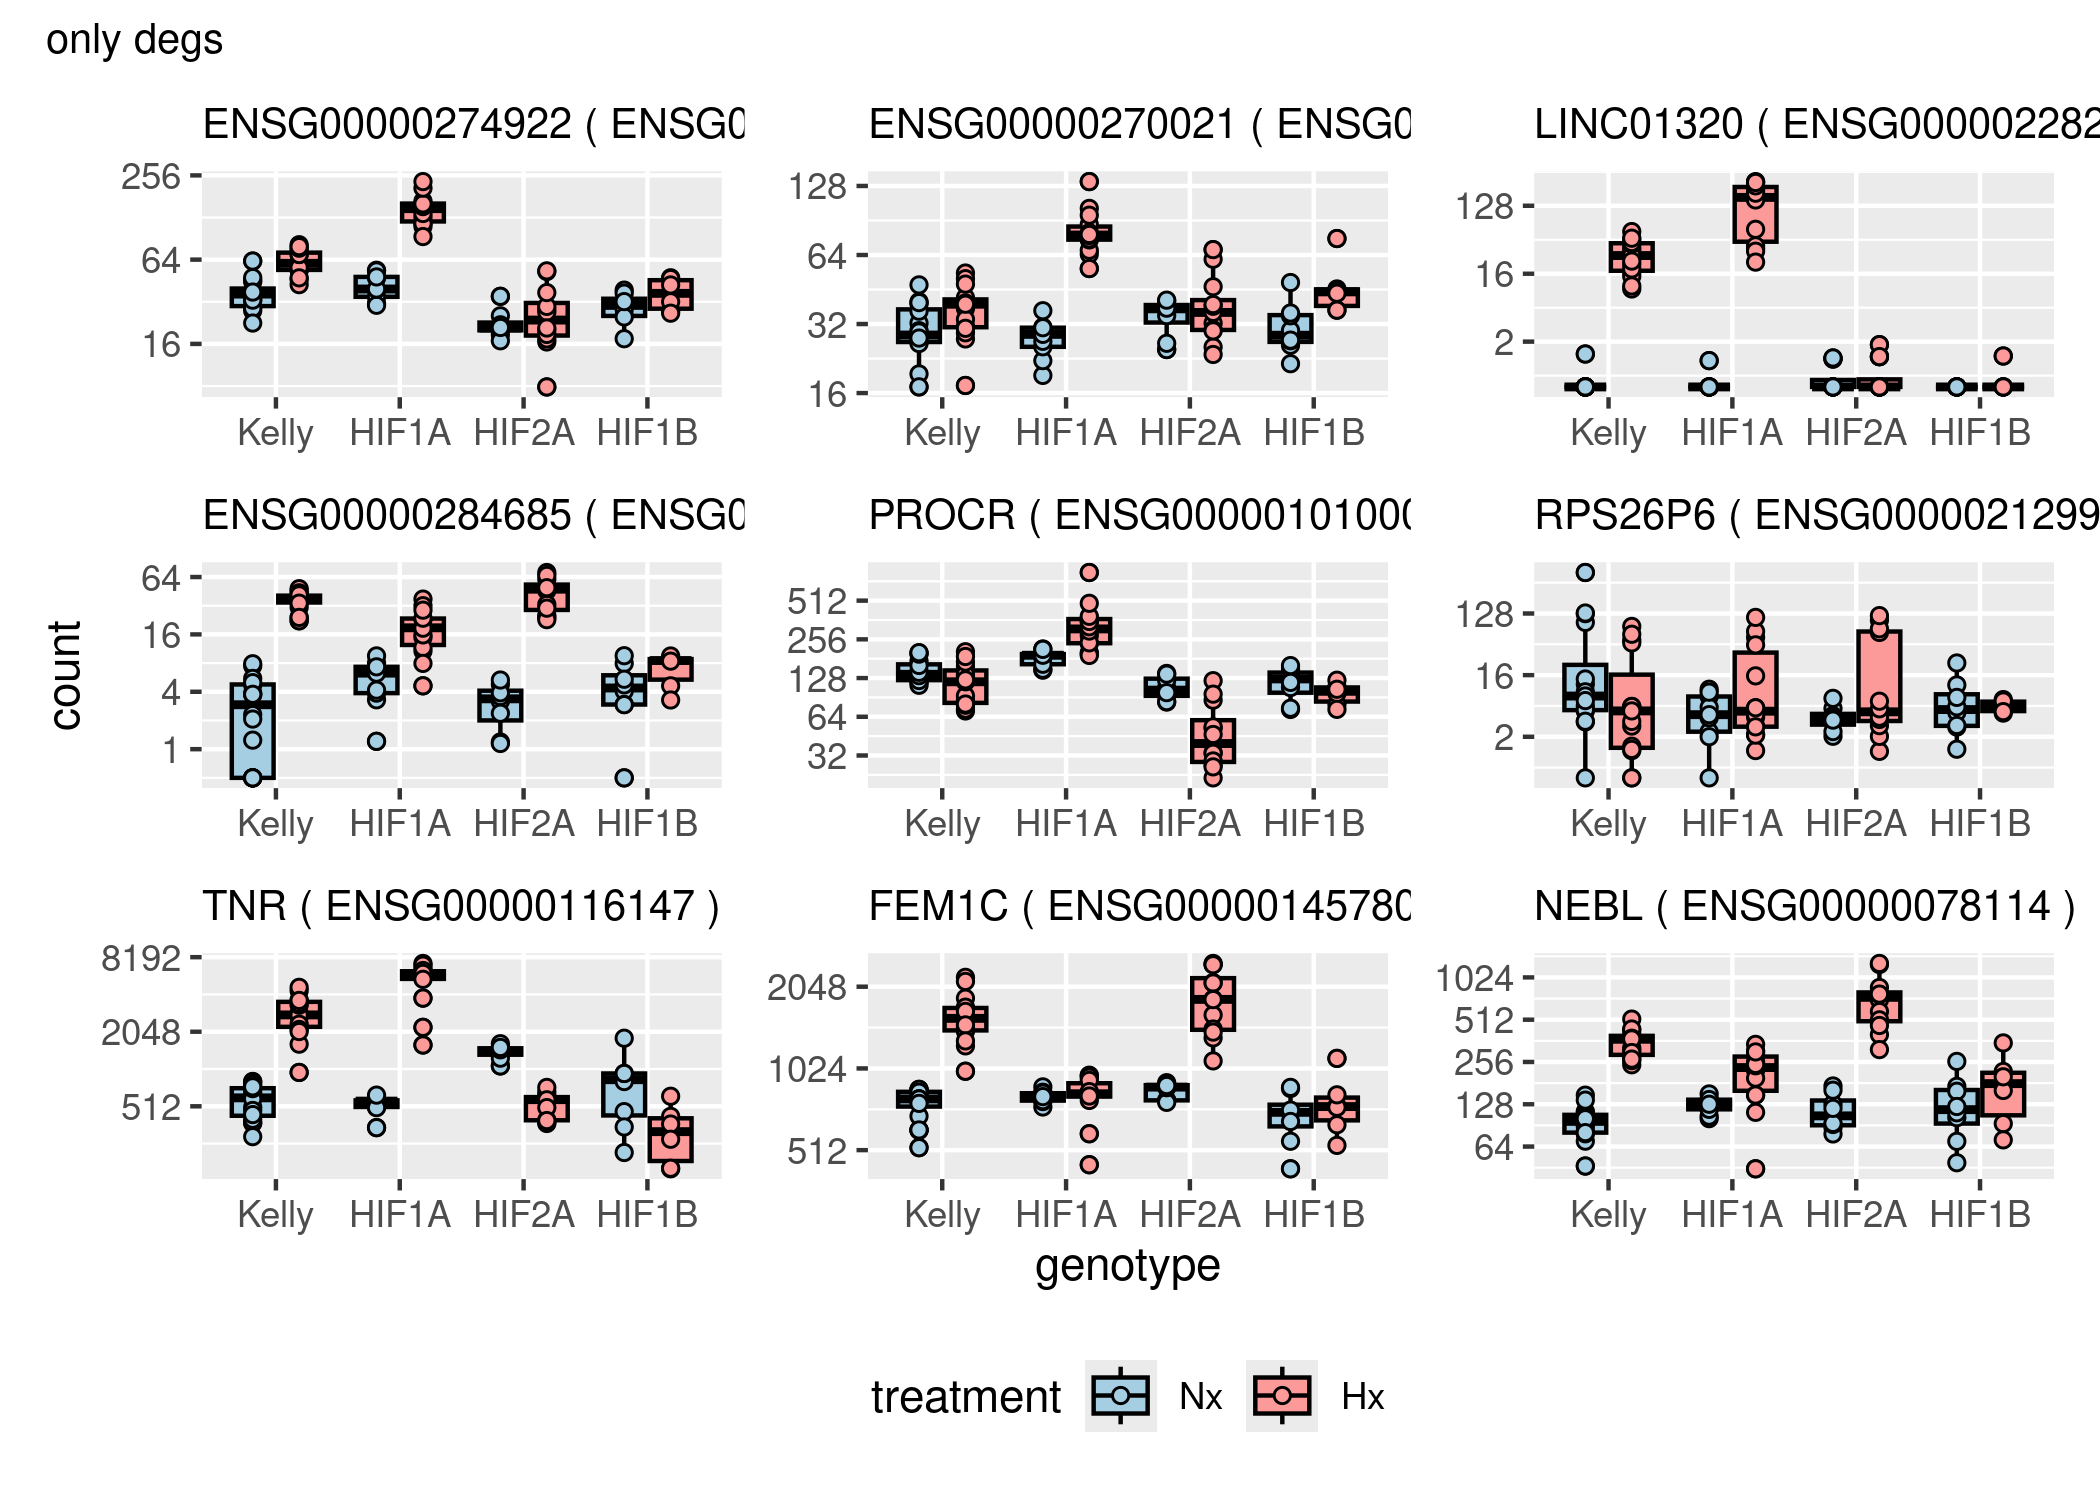 only degs
ENSG00000274922 ( ENSG0
256
64
16
Kelly HIF1A HIF2A HIF1B
ENSG00000270021 ( ENSG0
128
64
32
16
Kelly HIF1A HIF2A HIF1B
LINC01320 ( ENSG000002282
128
16
2
Kelly HIF1A HIF2A HIF1B
count
ENSG00000284685 ( ENSG0
64
16
4
1
Kelly HIF1A HIF2A HIF1B
PROCR ( ENSG00000101000
512
256
128
64
32
Kelly HIF1A HIF2A HIF1B
RPS26P6 ( ENSG0000021299
128
16
2
Kelly HIF1A HIF2A HIF1B
TNR ( ENSG00000116147 )
8192
2048
512
Kelly HIF1A HIF2A HIF1B
FEM1C ( ENSG00000145780
2048
1024
512
Kelly HIF1A HIF2A HIF1B
NEBL ( ENSG00000078114 )
1024
512
256
128
64
Kelly HIF1A HIF2A HIF1B
genotype
treatment Nx Hx